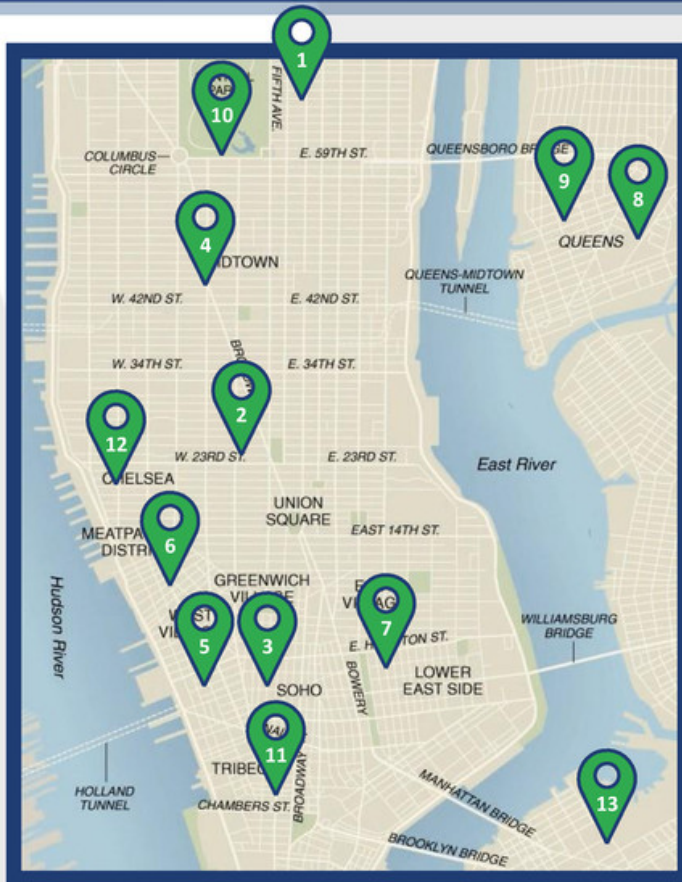 1
10
FIFTH AVE.
COLUMBUS
CIRCLE
E. 59TH ST.
QUEENSBORO
9
8
QUEENS
4
QUEENS-MIDTOWN
TUNNEL
W. 42ND ST.
E. 42ND ST.
W. 34TH ST.
E. 34TH ST.
2
12
W. 23RD ST.
E. 23RD ST.
East River
UNION
SQUARE
EAST 14TH ST.
6
Hudson River
GREENWICH
7
WILLIAMSBURG
BRIDGE
5
3
LOWER
EAST SIDE
SOHO
BOWERY
11
BROADWAY
HOLLAND
TUNNEL
CHAMBERS ST.
MANHATTAN BRIDGE
13
BROOKLYN BRIDGE